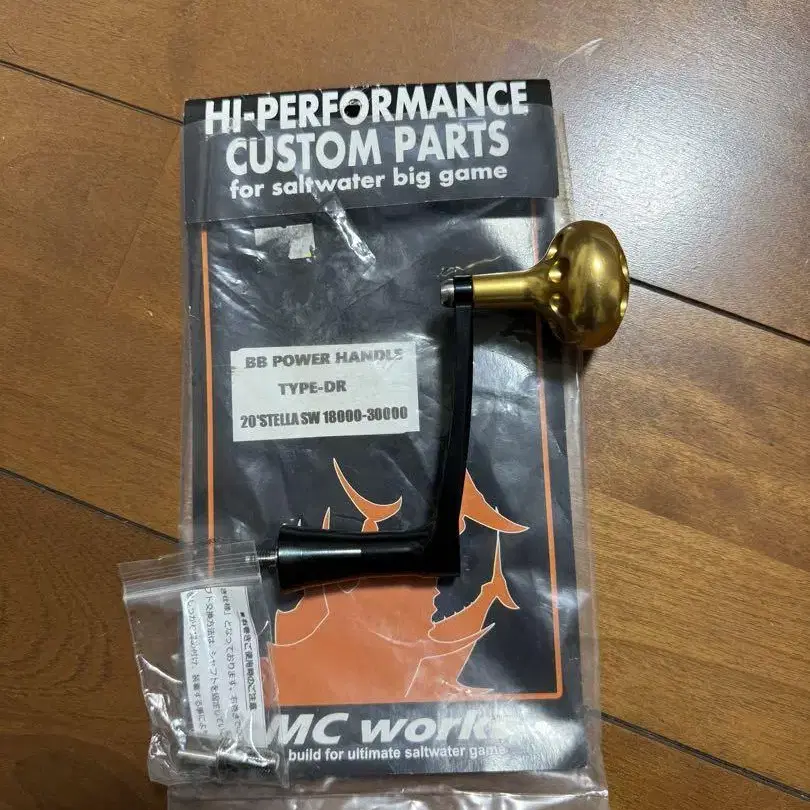 HI-PERFORMANCE
CUSTOM PARTS
for saltwater big game
BB POWER HANDLE
TYPE-DR
20'STELLA SW 18000-30000
MC works
build for ultimate saltwater game